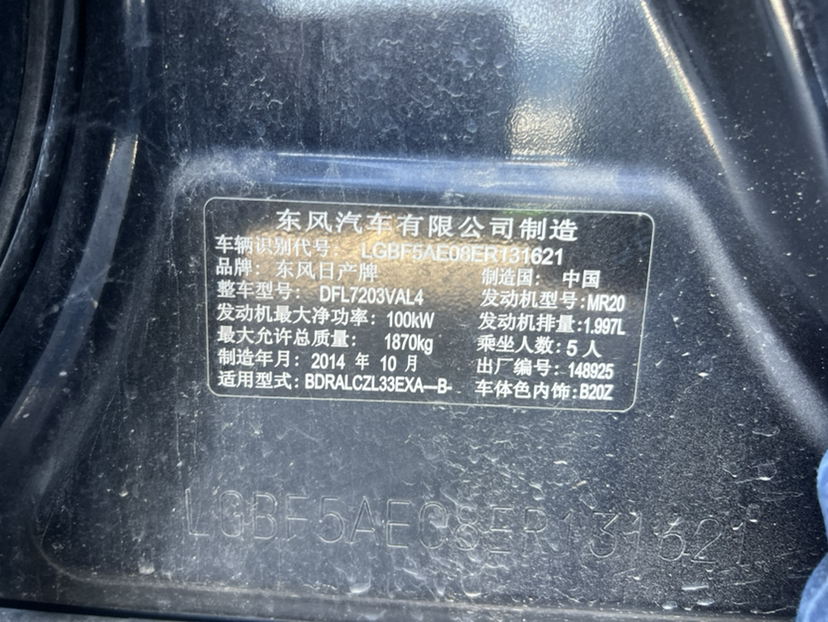 东风汽车有限公司制造
车辆识别代号: LGBF5AE08ER131621
品牌: 东风日产牌 制造国: 中国
整车型号: DFL7203VAL4 发动机型号:MR20
发动机最大净功率: 100kW 发动机排量:1.997L
最大允许总质量: 1870kg 乘坐人数:5人
制造年月: 2014 年 10 月 出厂编号: 148925
适用型式: BDRALCZL33EXA—B- 车体色内饰:B20Z
LGBF5AE08ER131621